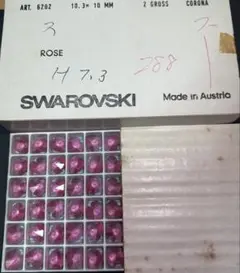 ART. 6202 10.3 x 10 MM 2 GROSS CORONA
ROSE
H 7,3 288
SWAROVSKI Made in Austria